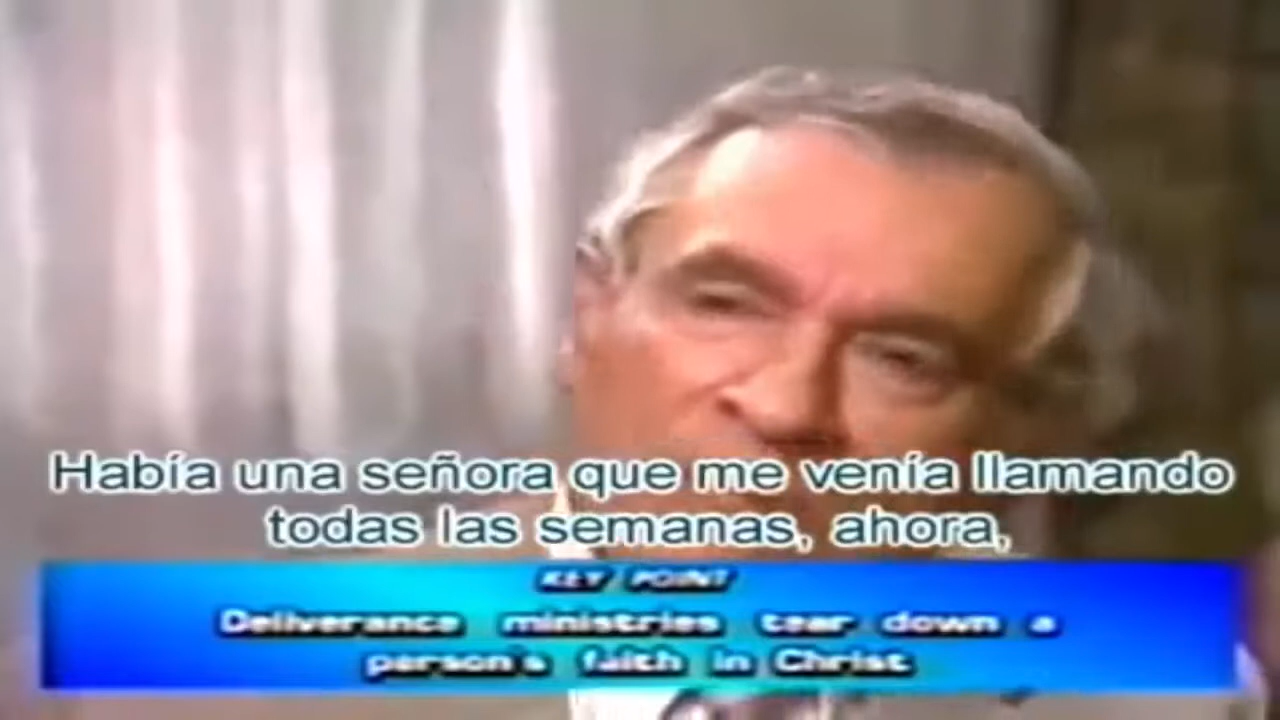 Había una señora que me venía llamando
todas las semanas, ahora,
KEY POINT
Deliverance ministries tear down a
person's faith in Christ